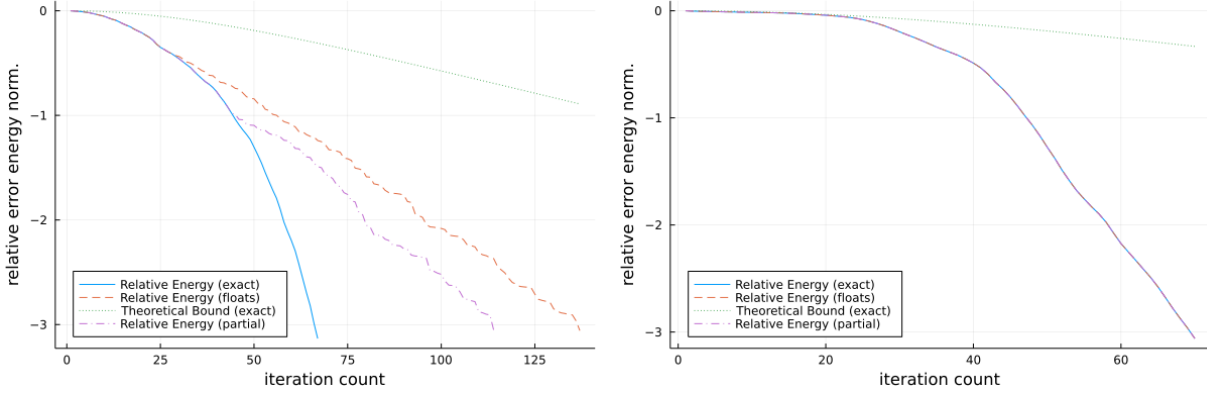 relative error energy norm.
0
−1
−2
−3
Relative Energy (exact)
Relative Energy (floats)
Theoretical Bound (exact)
Relative Energy (partial)
0
25
50
75
100
125
iteration count
relative error energy norm.
0
−1
−2
−3
Relative Energy (exact)
Relative Energy (floats)
Theoretical Bound (exact)
Relative Energy (partial)
0
20
40
60
iteration count